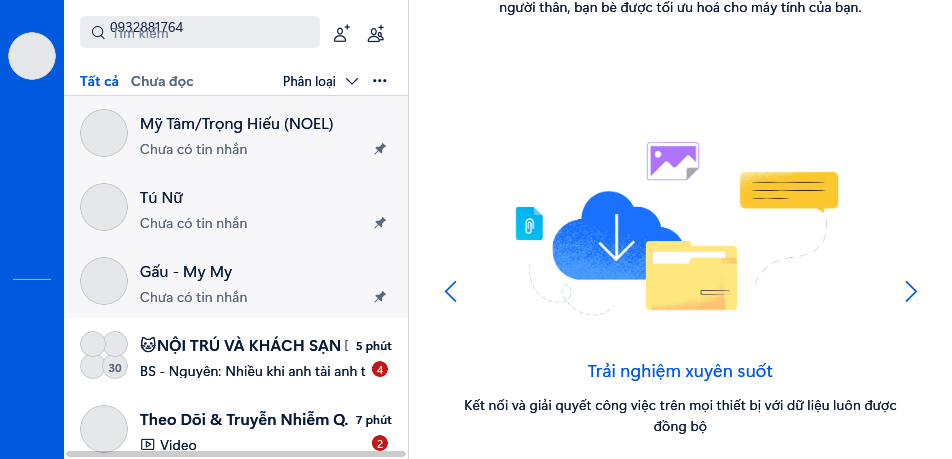 0932881764
Tìm kiếm
Tất cả Chưa đọc Phân loại
Mỹ Tâm/Trọng Hiếu (NOEL)
Chưa có tin nhắn
Tú Nữ
Chưa có tin nhắn
Gấu - My My
Chưa có tin nhắn
🐱NỘI TRÚ VÀ KHÁCH SẠN 5 phút
30
BS - Nguyên: Nhiều khi anh tài anh t 4
Theo Dõi & Truyền Nhiễm Q. 7 phút
Video 2
người thân, bạn bè được tối ưu hoá cho máy tính của bạn.
Trải nghiệm xuyên suốt
Kết nối và giải quyết công việc trên mọi thiết bị với dữ liệu luôn được
đồng bộ